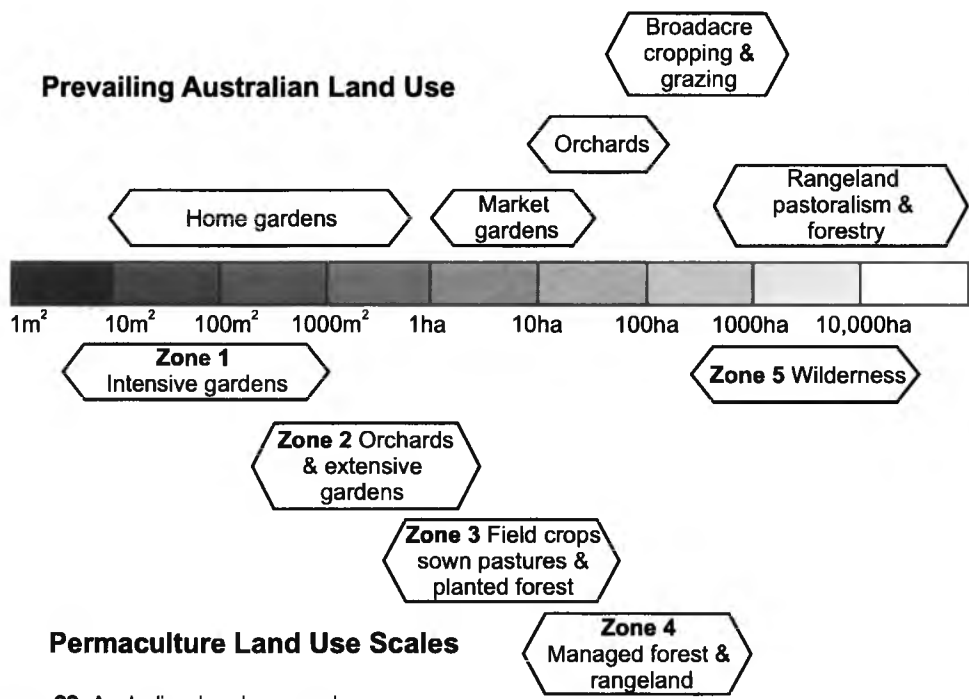 Broadacre
cropping &
grazing
Prevailing Australian Land Use
Orchards
Home gardens
Market
gardens
Rangeland
pastoralism &
forestry
1m² 10m² 100m² 1000m² 1ha 10ha 100ha 1000ha 10,000ha
Zone 1
Intensive gardens
Zone 5 Wilderness
Zone 2 Orchards
& extensive
gardens
Zone 3 Field crops
sown pastures &
planted forest
Permaculture Land Use Scales
Zone 4
Managed forest &
rangeland